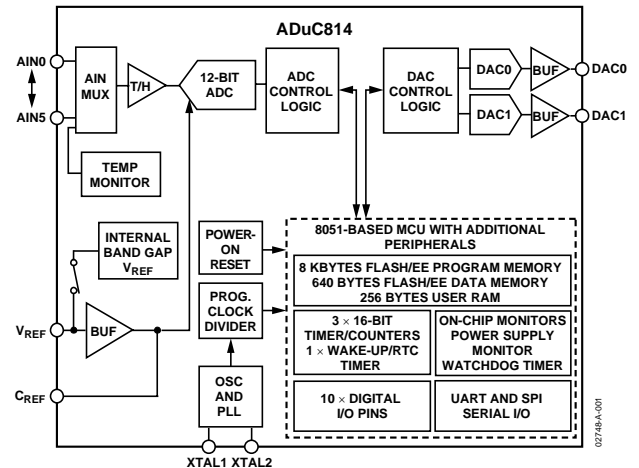 ADuC814
AIN0
AIN5
AIN
MUX
T/H
12-BIT
ADC
ADC
CONTROL
LOGIC
DAC
CONTROL
LOGIC
DAC0
BUF
DAC0
DAC1
BUF
DAC1
TEMP
MONITOR
INTERNAL
BAND GAP
VREF
POWER-
ON RESET
8051-BASED MCU WITH ADDITIONAL
PERIPHERALS
8 KBYTES FLASH/EE PROGRAM MEMORY
640 BYTES FLASH/EE DATA MEMORY
256 BYTES USER RAM
PROG.
CLOCK
DIVIDER
3 × 16-BIT
TIMER/COUNTERS
1 × WAKE-UP/RTC
TIMER
ON-CHIP MONITORS
POWER SUPPLY
MONITOR
WATCHDOG TIMER
VREF
BUF
CREF
OSC
AND
PLL
10 × DIGITAL
I/O PINS
UART AND SPI
SERIAL I/O
XTAL1 XTAL2
02748-A-001